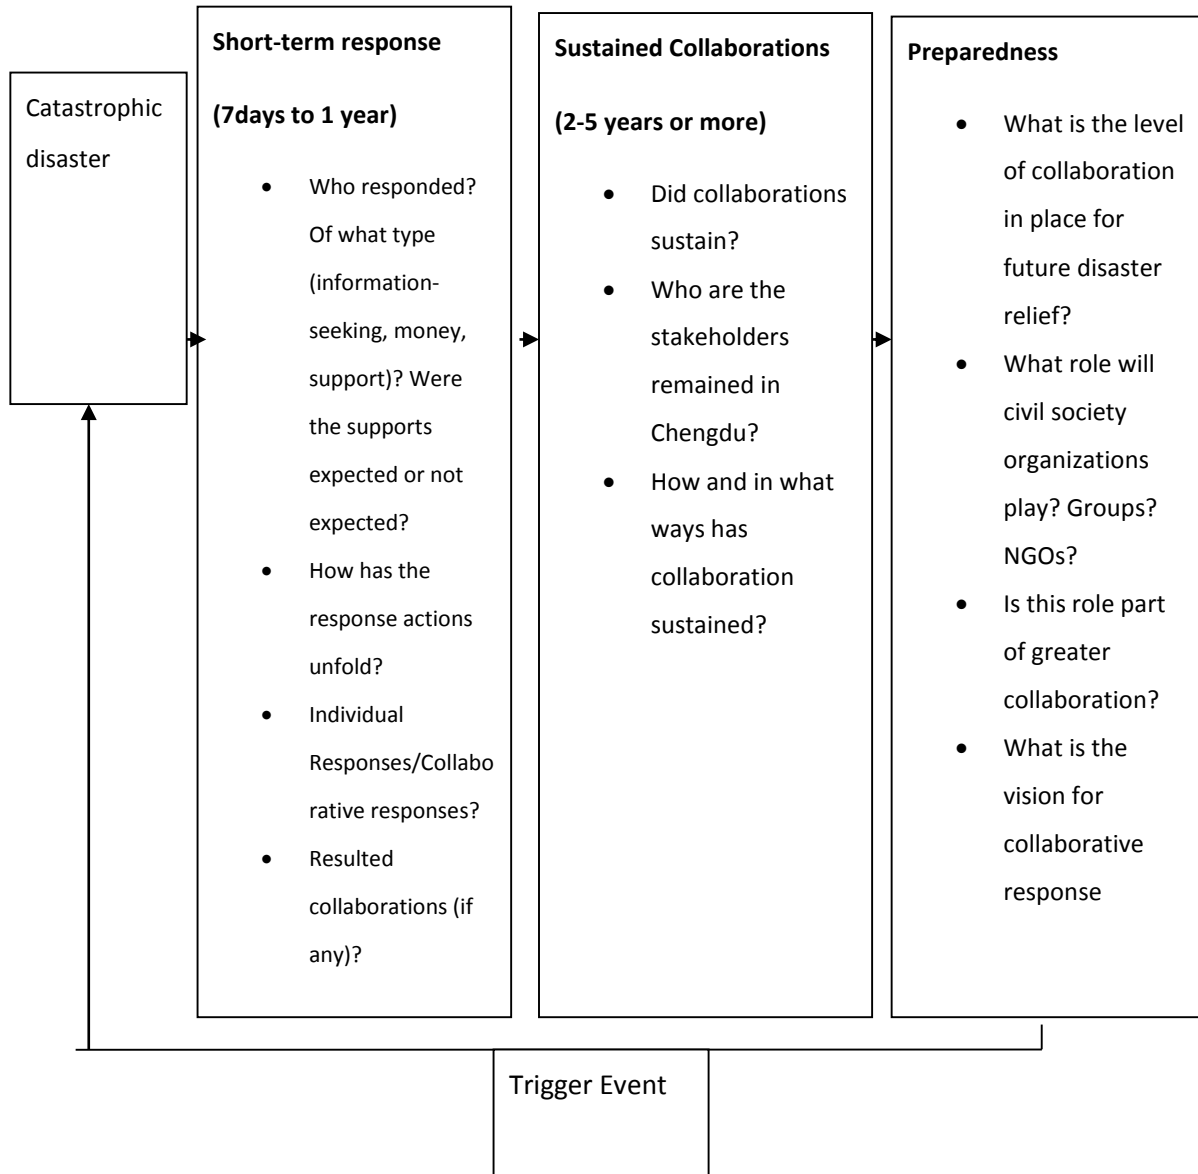 Catastrophic
disaster
Short-term response
(7days to 1 year)
• Who responded?
Of what type
(information-
seeking, money,
support)? Were
the supports
expected or not
expected?
• How has the
response actions
unfold?
• Individual
Responses/Collabo
rative responses?
• Resulted
collaborations (if
any)?
Sustained Collaborations
(2-5 years or more)
• Did collaborations
sustain?
• Who are the
stakeholders
remained in
Chengdu?
• How and in what
ways has
collaboration
sustained?
Preparedness
• What is the level
of collaboration
in place for
future disaster
relief?
• What role will
civil society
organizations
play? Groups?
NGOs?
• Is this role part
of greater
collaboration?
• What is the
vision for
collaborative
response
Trigger Event